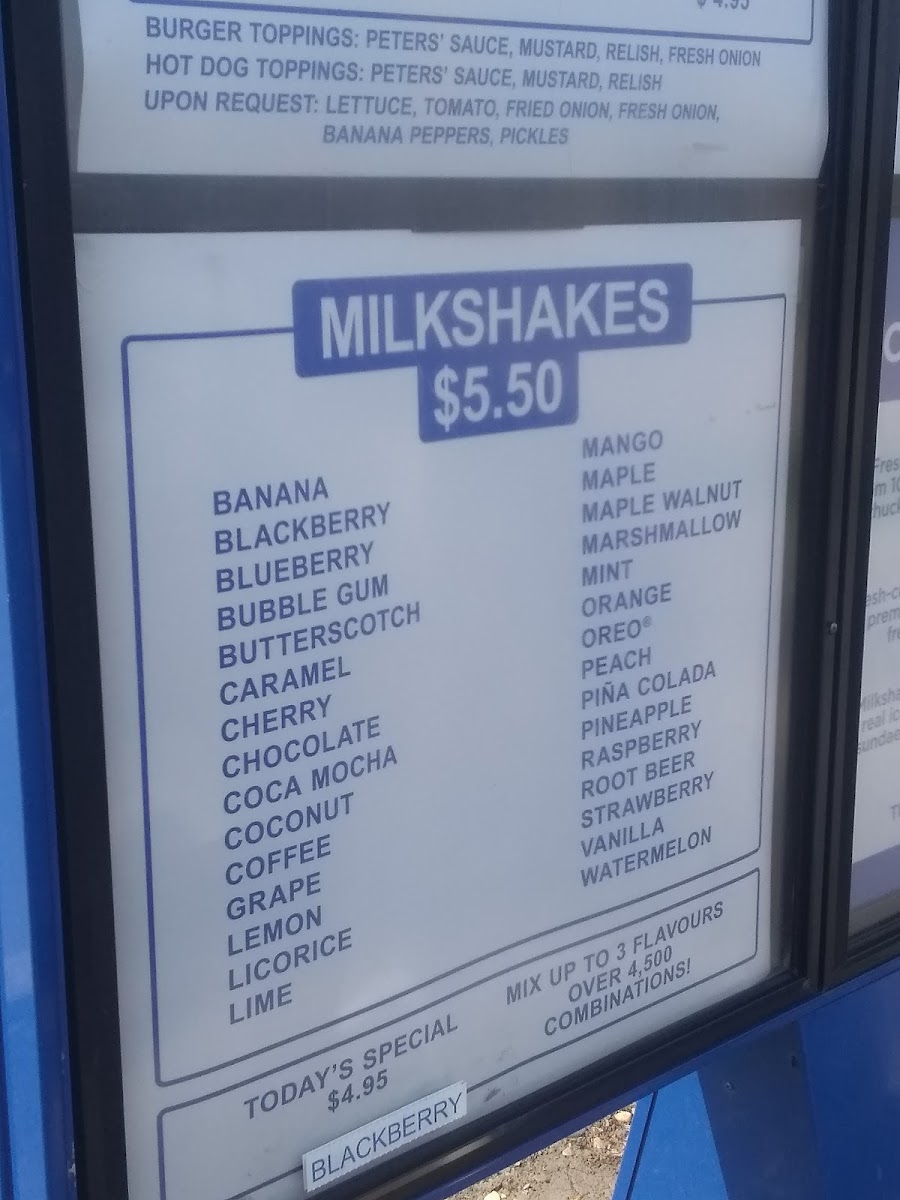 $4.95
BURGER TOPPINGS: PETERS' SAUCE, MUSTARD, RELISH, FRESH ONION
HOT DOG TOPPINGS: PETERS' SAUCE, MUSTARD, RELISH
UPON REQUEST: LETTUCE, TOMATO, FRIED ONION, FRESH ONION,
BANANA PEPPERS, PICKLES
MILKSHAKES
$5.50
BANANA
BLACKBERRY
BLUEBERRY
BUBBLE GUM
BUTTERSCOTCH
CARAMEL
CHERRY
CHOCOLATE
COCA MOCHA
COCONUT
COFFEE
GRAPE
LEMON
LICORICE
LIME
MANGO
MAPLE
MAPLE WALNUT
MARSHMALLOW
MINT
ORANGE
OREO®
PEACH
PIÑA COLADA
PINEAPPLE
RASPBERRY
ROOT BEER
STRAWBERRY
VANILLA
WATERMELON
TODAY'S SPECIAL
$4.95
BLACKBERRY
MIX UP TO 3 FLAVOURS
OVER 4,500
COMBINATIONS!